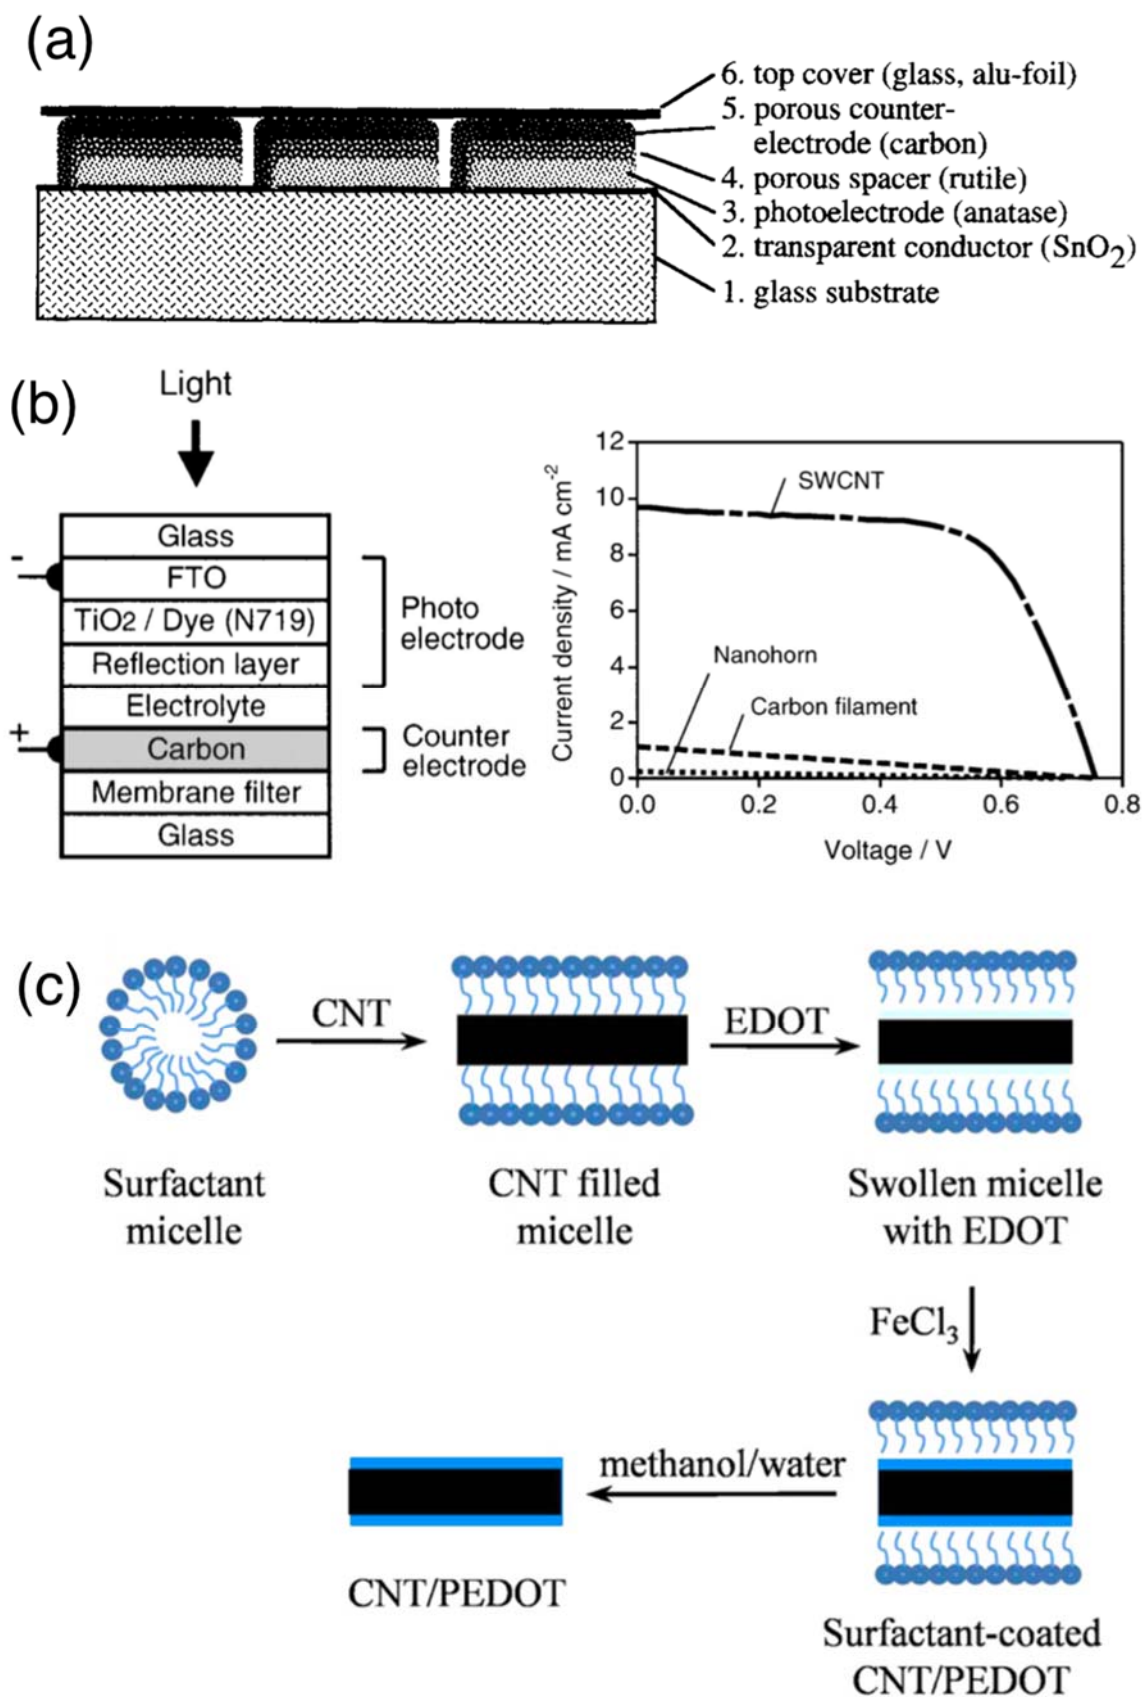 (a)
6. top cover (glass, alu-foil)
5. porous counter-
electrode (carbon)
4. porous spacer (rutile)
3. photoelectrode (anatase)
2. transparent conductor (SnO2)
1. glass substrate
(b)
Light
Glass
-
FTO
TiO2 / Dye (N719)
Reflection layer
Photo
electrode
Electrolyte
+
Carbon
Counter
electrode
Membrane filter
Glass
12
10
8
6
4
2
0
Current density / mA cm-2
SWCNT
Nanohorn
Carbon filament
0.0
0.2
0.4
0.6
0.8
Voltage / V
(c)
CNT
EDOT
Surfactant
micelle
CNT filled
micelle
Swollen micelle
with EDOT
FeCl3
methanol/water
CNT/PEDOT
Surfactant-coated
CNT/PEDOT